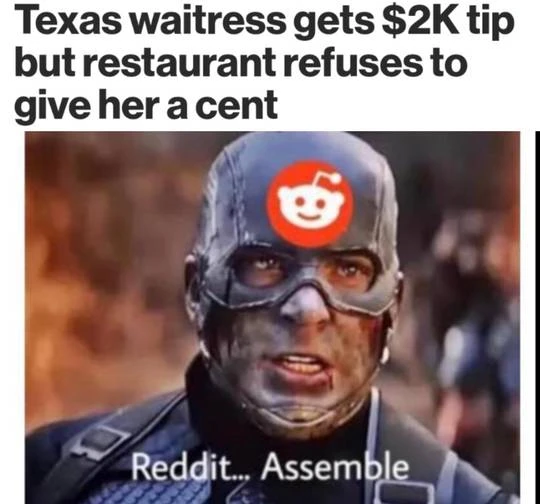 Texas waitress gets $2K tip
but restaurant refuses to
give her a cent
Reddit... Assemble